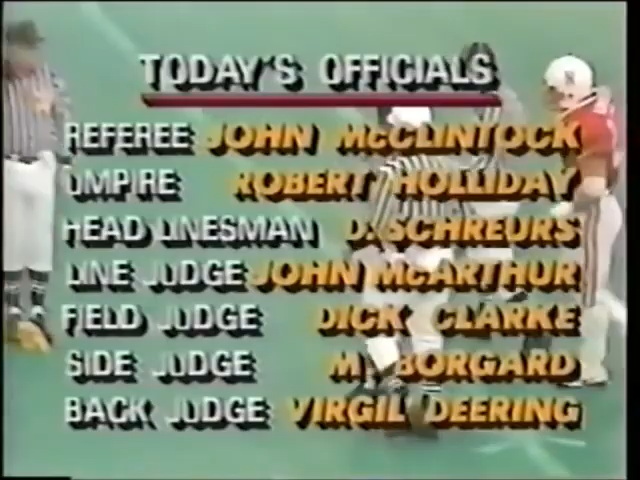 TODAY'S OFFICIALS
REFEREE JOHN McCLINTOCK
UMPIRE ROBERT HOLLIDAY
HEAD LINESMAN D. SCHREURS
LINE JUDGE JOHN McARTHUR
FIELD JUDGE DICK CLARKE
SIDE JUDGE M. BORGARD
BACK JUDGE VIRGIL DEERING